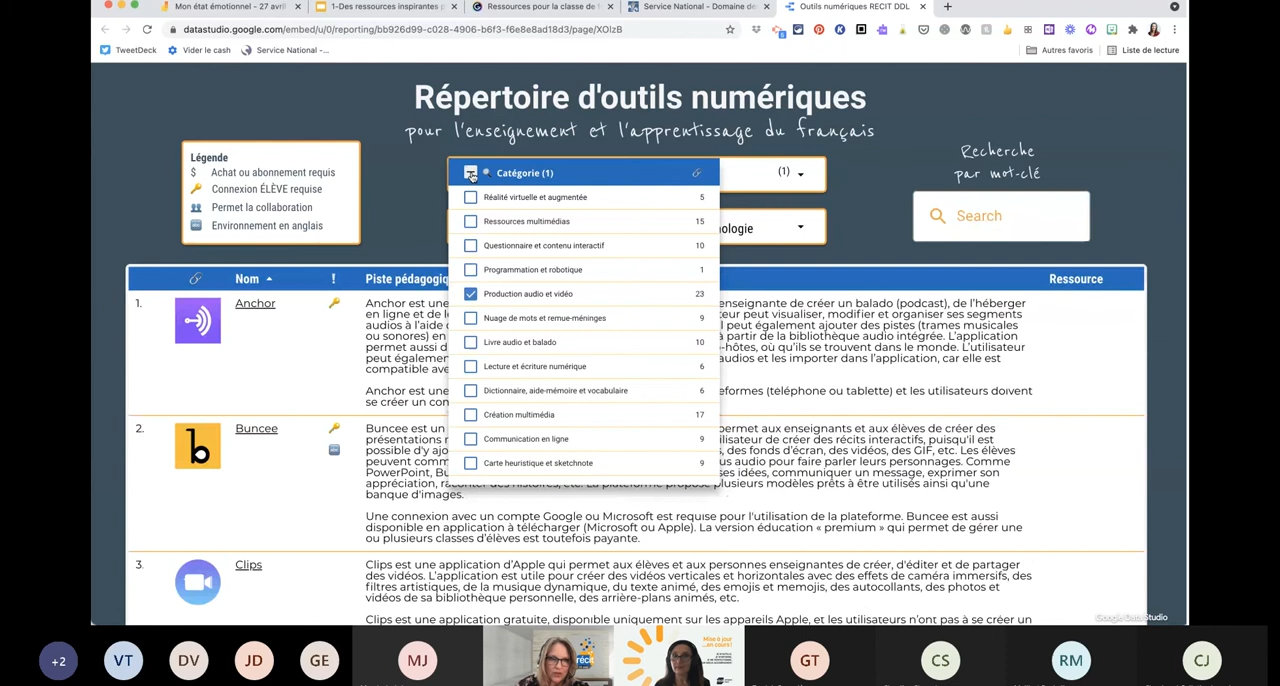 Mon état émotionnel - 27 avri
1-Des ressources inspirantes p
Ressources pour la classe de f
Service National - Domaine de
Outils numériques RECIT DDL
datastudio.google.com/embed/u/0/reporting/bb926d99-c028-4906-b6f3-f6e8e8ad18d3/page/XOlzB
TweetDeck
Vider le cash
Service National -...
Autres favoris
Liste de lecture
Répertoire d'outils numériques
pour l'enseignement et l'apprentissage du français
Légende
$ Achat ou abonnement requis
Connexion ÉLÈVE requise
Permet la collaboration
Environnement en anglais
Recherche
par mot-clé
Search
(1)
nologie
Catégorie (1)
Réalité virtuelle et augmentée 5
Ressources multimédias 15
Questionnaire et contenu interactif 10
Programmation et robotique 1
Production audio et vidéo 23
Nuage de mots et remue-méninges 9
Livre audio et balado 10
Lecture et écriture numérique 6
Dictionnaire, aide-mémoire et vocabulaire 6
Création multimédia 17
Communication en ligne 9
Carte heuristique et sketchnote 9
Nom ! Piste pédagogiq Ressource
1. Anchor
Anchor est une enseignante de créer un balado (podcast), de l'héberger
en ligne et de l teur peut visualiser, modifier et organiser ses segments
audios à l'aide d l peut également ajouter des pistes (trames musicales
ou sonores) en à partir de la bibliothèque audio intégrée. L'application
permet aussi d -hôtes, où qu'ils se trouvent dans le monde. L'utilisateur
peut égalemen audios et les importer dans l'application, car elle est
compatible ave
Anchor est une eformes (teléphone ou tablette) et les utilisateurs doivent
se créer un con
2. Buncee
Buncee est un permet aux enseignants et aux élèves de créer des
présentations n ilisateur de créer des récits interactifs, puisqu'il est
possible d'y ajo , des fonds d'écran, des vidéos, des GIF, etc. Les élèves
peuvent comm us audio pour faire parler leurs personnages. Comme
PowerPoint, Bu ses idées, communiquer un message, exprimer son
appréciation, raconter des histoires, etc. La plateforme propose plusieurs modèles prêts à être utilisés ainsi qu'une
banque d'images.
Une connexion avec un compte Google ou Microsoft est requise pour l'utilisation de la plateforme. Buncee est aussi
disponible en application à télécharger (Microsoft ou Apple). La version éducation « premium » qui permet de gérer une
ou plusieurs classes d'élèves est toutefois payante.
3. Clips
Clips est une application d'Apple qui permet aux élèves et aux personnes enseignantes de créer, d'éditer et de partager
des vidéos. L'application est utile pour créer des vidéos verticales et horizontales avec des effets de caméra immersifs, des
filtres artistiques, de la musique dynamique, du texte animé, des emojis et memojis, des autocollants, des photos et
vidéos de sa bibliothèque personnelle, des arrière-plans animés, etc.
Clips est une application gratuite, disponible uniquement sur les appareils Apple, et les utilisateurs n'ont pas à se créer un
Google Data Studio
+2
VT
DV
JD
GE
MJ
récit
Mise à jour
...en cours !
GT
CS
RM
CJ